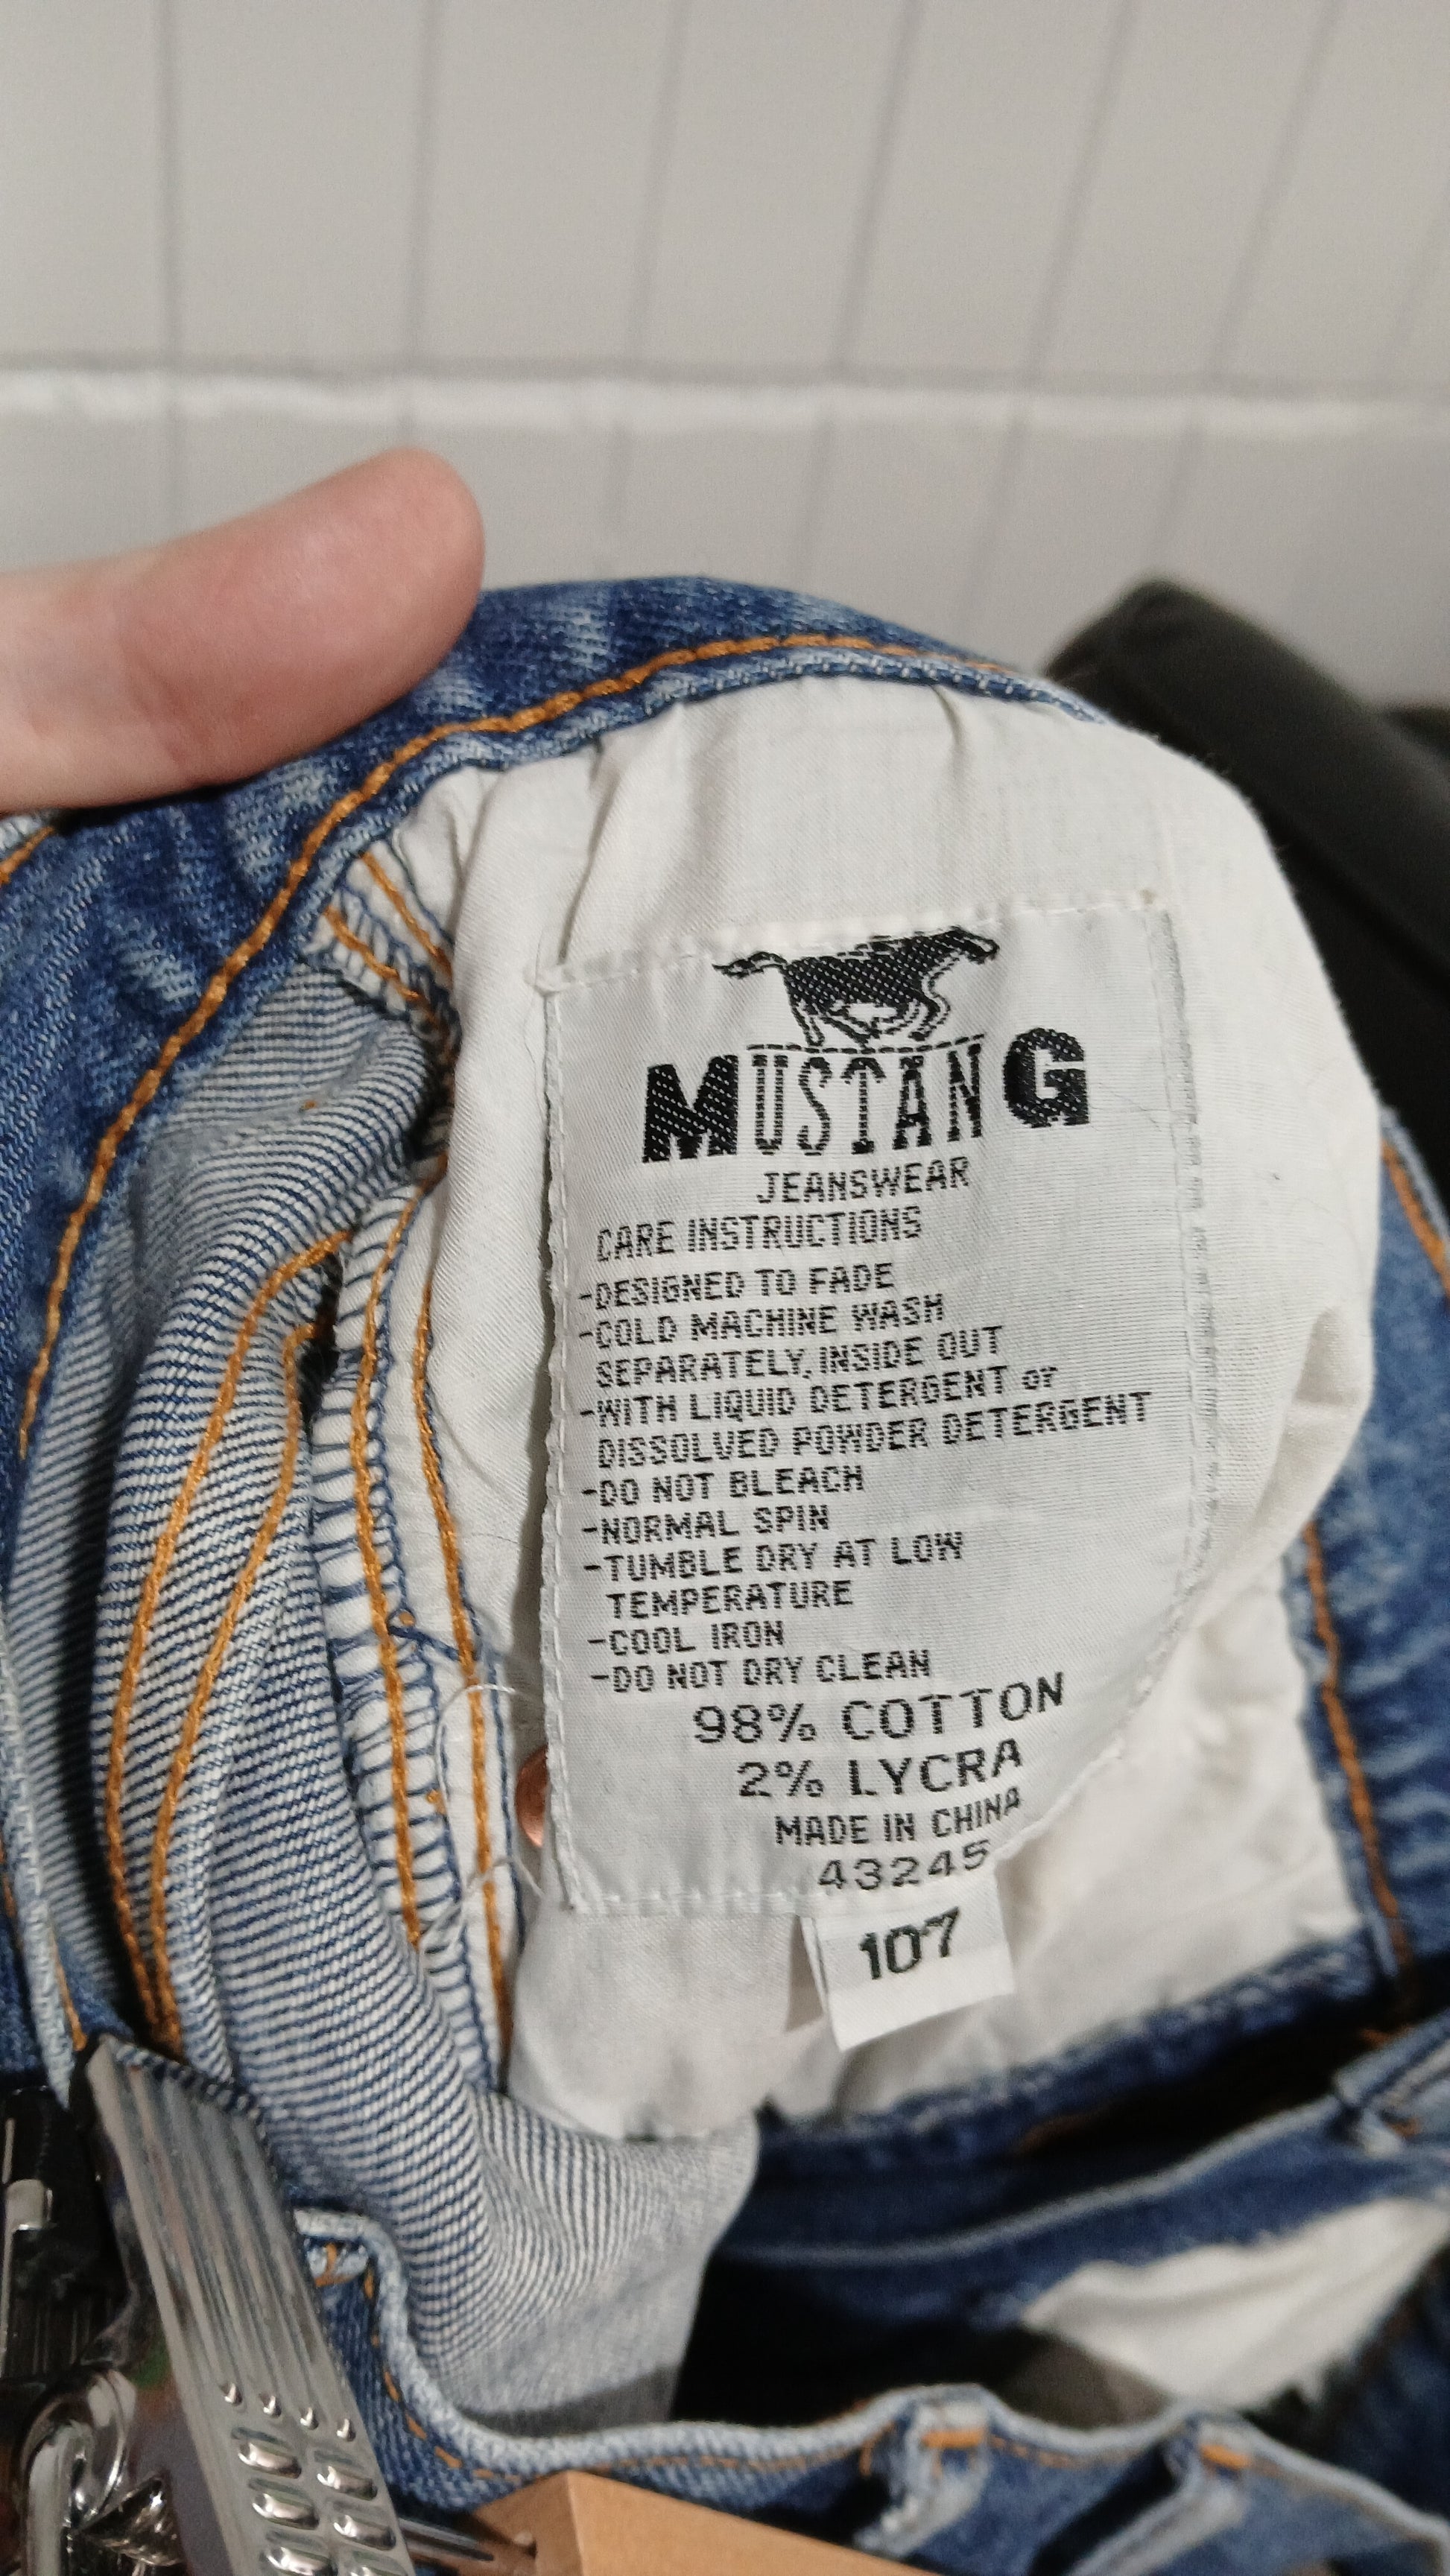 MUSTANG
JEANSWEAR
CARE INSTRUCTIONS
-DESIGNED TO FADE
-COLD MACHINE WASH
SEPARATELY, INSIDE OUT
-WITH LIQUID DETERGENT or
DISSOLVED POWDER DETERGENT
-DO NOT BLEACH
-NORMAL SPIN
-TUMBLE DRY AT LOW
TEMPERATURE
-COOL IRON
-DO NOT DRY CLEAN
98% COTTON
2% LYCRA
MADE IN CHINA
43245
107